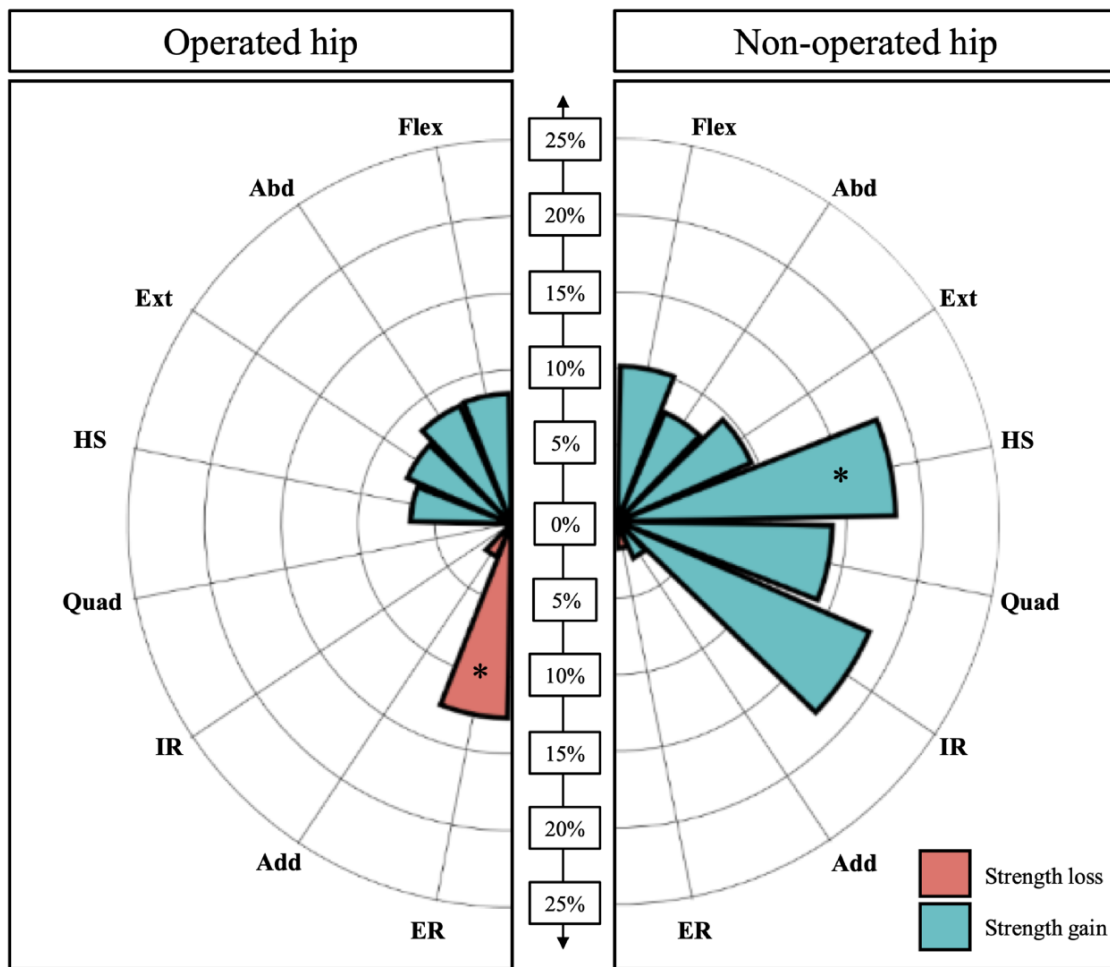 Operated hip
Non-operated hip
Flex
Abd
Ext
HS
Quad
IR
Add
ER
25%
20%
15%
10%
5%
0%
5%
10%
15%
20%
25%
Flex
Abd
Ext
HS
*
Quad
IR
Add
ER
*
Strength loss
Strength gain